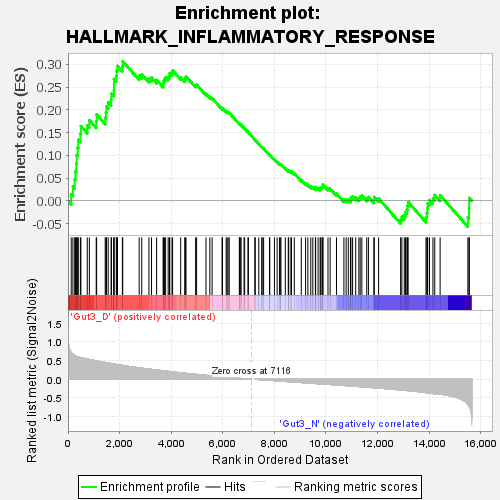 Enrichment plot:
HALLMARK_INFLAMMATORY_RESPONSE
Enrichment score (ES)
0.30
0.25
0.20
0.15
0.10
0.05
0.00
-0.05
'Gut3_D' (positively correlated)
Ranked list metric (Signal2Noise)
1.5
1.0
0.5
0.0
-0.5
-1.0
Zero cross at 7116
'Gut3_N' (negatively correlated)
0
2,000
4,000
6,000
8,000
10,000
12,000
14,000
16,000
Rank in Ordered Dataset
Enrichment profile
Hits
Ranking metric scores